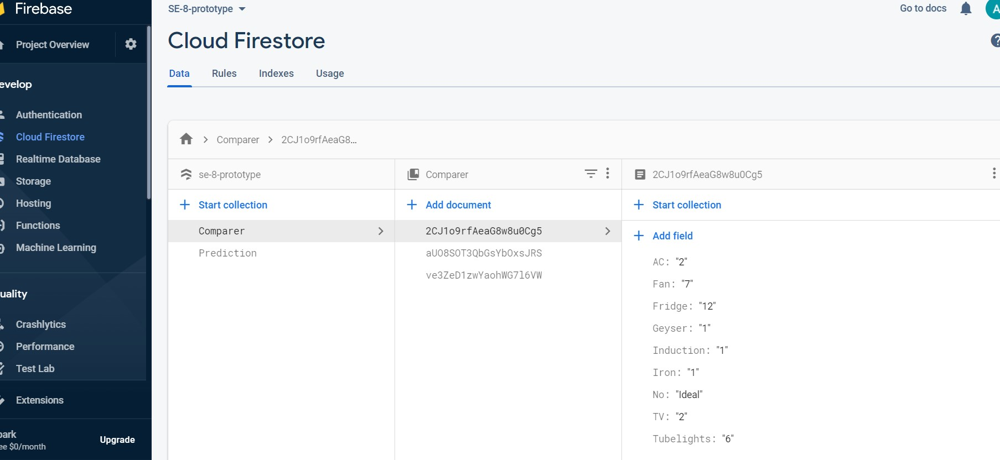 Firebase
Project Overview
evelop
Authentication
Cloud Firestore
Realtime Database
Storage
Hosting
Functions
Machine Learning
uality
Crashlytics
Performance
Test Lab
Extensions
park
ee $0/month
Upgrade
SE-8-prototype
Go to docs
A
Cloud Firestore
?
Data Rules Indexes Usage
> Comparer > 2CJ1o9rfAeaG8...
se-8-prototype
+ Start collection
Comparer >
Prediction
Comparer
+ Add document
2CJ1o9rfAeaG8w8u0Cg5 >
aUO8SOT3QbGsYbOxsJRS
ve3ZeD1zwYaohWG7l6VW
2CJ1o9rfAeaG8w8u0Cg5
+ Start collection
+ Add field
AC: "2"
Fan: "7"
Fridge: "12"
Geyser: "1"
Induction: "1"
Iron: "1"
No: "Ideal"
TV: "2"
Tubelights: "6"